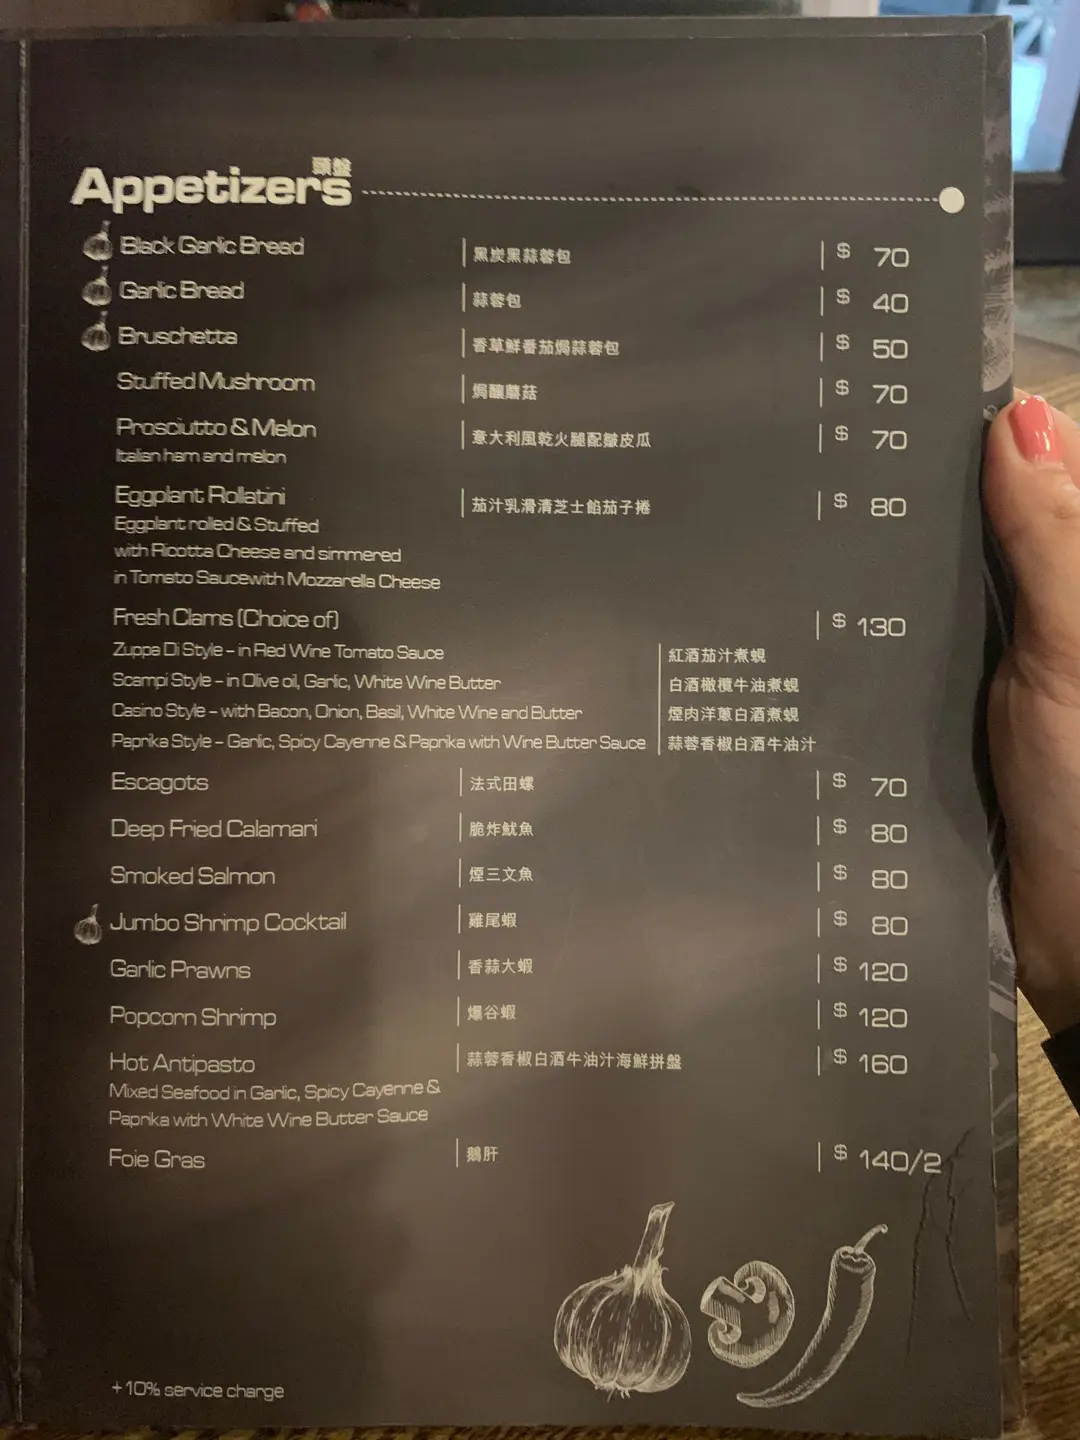 頭盤
Appetizers
Black Garlic Bread 黑炭黑蒜蓉包 $ 70
Garlic Bread 蒜蓉包 $ 40
Bruschetta 香草鮮番茄焗蒜蓉包 $ 50
Stuffed Mushroom 焗釀蘑菇 $ 70
Prosciutto & Melon 意大利風乾火腿配皺皮瓜 $ 70
Italian ham and melon
Eggplant Rollatini 茄汁乳滑清芝士餡茄子捲 $ 80
Eggplant rolled & Stuffed
with Ricotta Cheese and simmered
in Tomato Saucewith Mozzarella Cheese
Fresh Clams (Choice of) $ 130
Zuppa Di Style - in Red Wine Tomato Sauce 紅酒茄汁煮蜆
Scampi Style - in Olive oil, Garlic, White Wine Butter 白酒橄欖牛油煮蜆
Casino Style - with Bacon, Onion, Basil, White Wine and Butter 煙肉洋蔥白酒煮蜆
Paprika Style - Garlic, Spicy Cayenne & Paprika with Wine Butter Sauce 蒜蓉香椒白酒牛油汁
Escagots 法式田螺 $ 70
Deep Fried Calamari 脆炸魷魚 $ 80
Smoked Salmon 煙三文魚 $ 80
Jumbo Shrimp Cocktail 雞尾蝦 $ 80
Garlic Prawns 香蒜大蝦 $ 120
Popcorn Shrimp 爆谷蝦 $ 120
Hot Antipasto 蒜蓉香椒白酒牛油汁海鮮拼盤 $ 160
Mixed Seafood in Garlic, Spicy Cayenne &
Paprika with White Wine Butter Sauce
Foie Gras 鵝肝 $ 140/2
+10% service charge